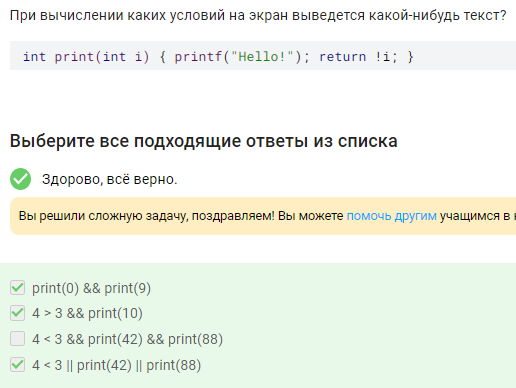 При вычислении каких условий на экран выведется какой-нибудь текст?
int print(int i) { printf("Hello!"); return !i; }
Выберите все подходящие ответы из списка
Здорово, всё верно.
Вы решили сложную задачу, поздравляем! Вы можете помочь другим учащимся в
print(0) && print(9)
4 > 3 && print(10)
4 < 3 && print(42) && print(88)
4 < 3 || print(42) || print(88)